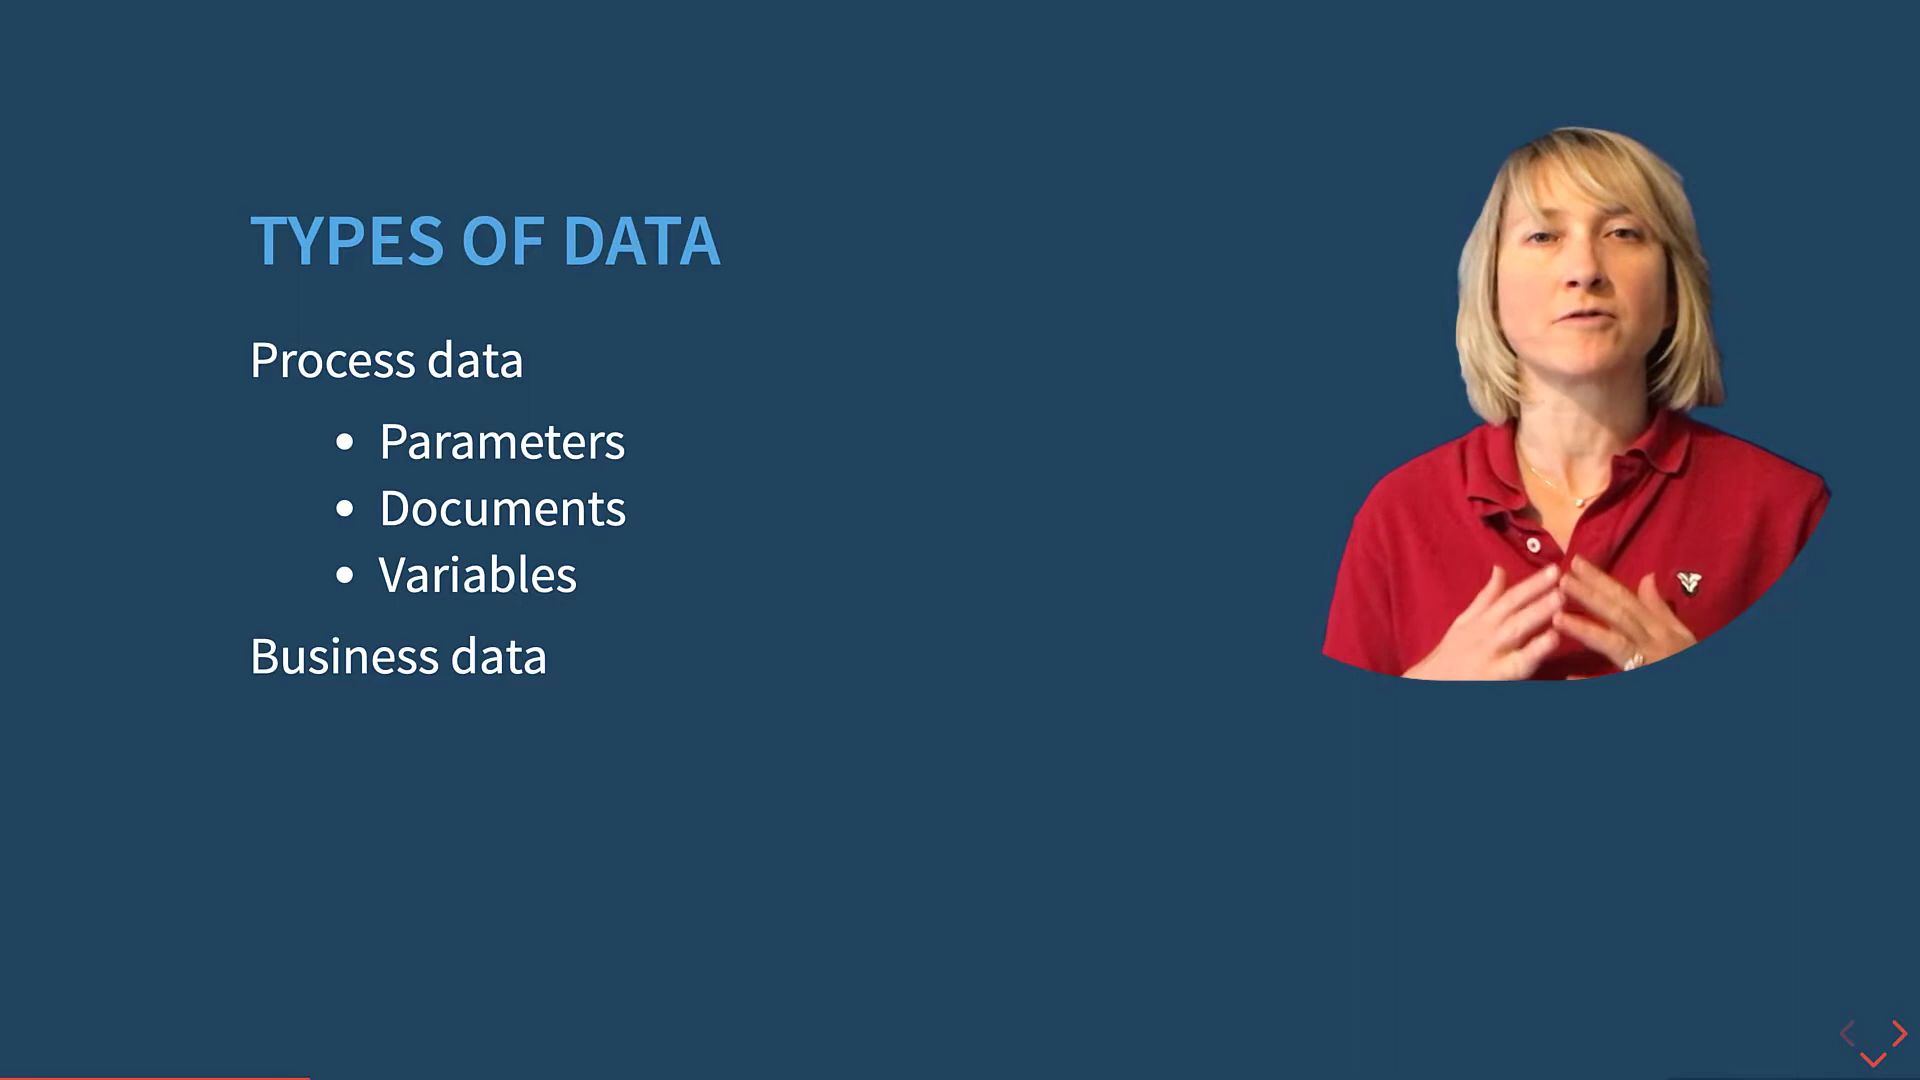 TYPES OF DATA
Process data
• Parameters
• Documents
• Variables
Business data